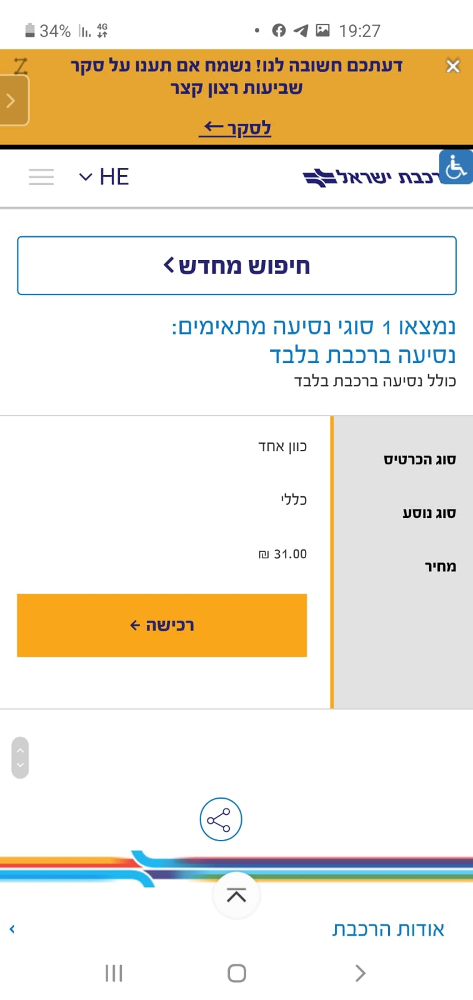 34% 4G 19:27
דעתכם חשובה לנו! נשמח אם תענו על סקר
שביעות רצון קצר
לסקר ←
HE
רכבת ישראל
חיפוש מחדש
נמצאו 1 סוגי נסיעה מתאימים:
נסיעה ברכבת בלבד
כולל נסיעה ברכבת בלבד
סוג הכרטיס
כוון אחד
סוג נוסע
כללי
מחיר
31.00 ₪
רכישה ←
אודות הרכבת